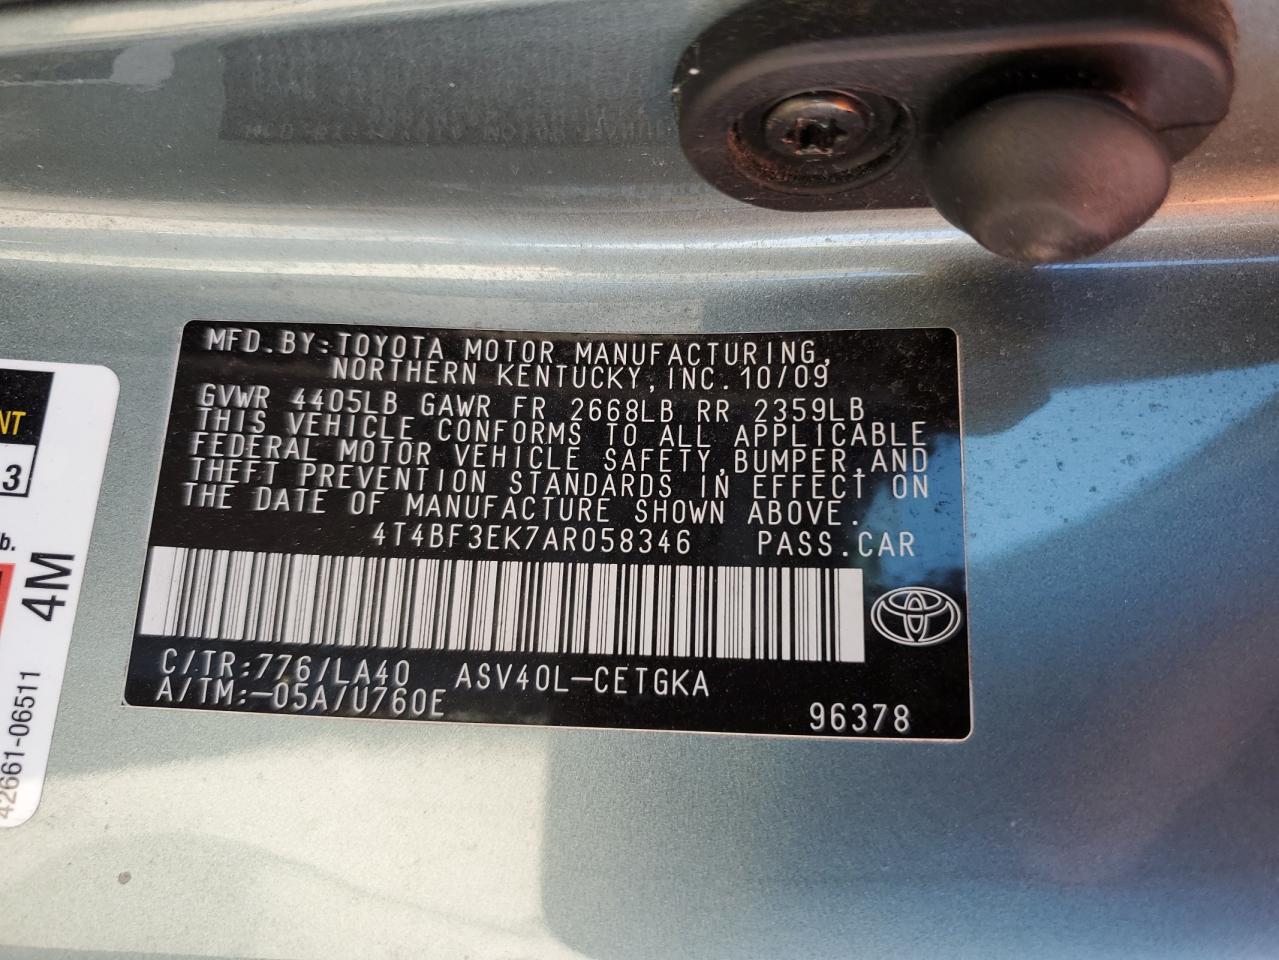 MFD.BY:TOYOTA MOTOR MANUFACTURING,
NORTHERN KENTUCKY,INC.10/09
GVWR 4405LB GAWR FR 2668LB RR 2359LB
THIS VEHICLE CONFORMS TO ALL APPLICABLE
FEDERAL MOTOR VEHICLE SAFETY,BUMPER,AND
THEFT PREVENTION STANDARDS IN EFFECT ON
THE DATE OF MANUFACTURE SHOWN ABOVE.
4T4BF3EK7AR058346 PASS.CAR
C/TR:776/LA40 ASV40L-CETGKA
A/TM:-05A/U760E
96378
NT
3
b.
4M
42661-06511